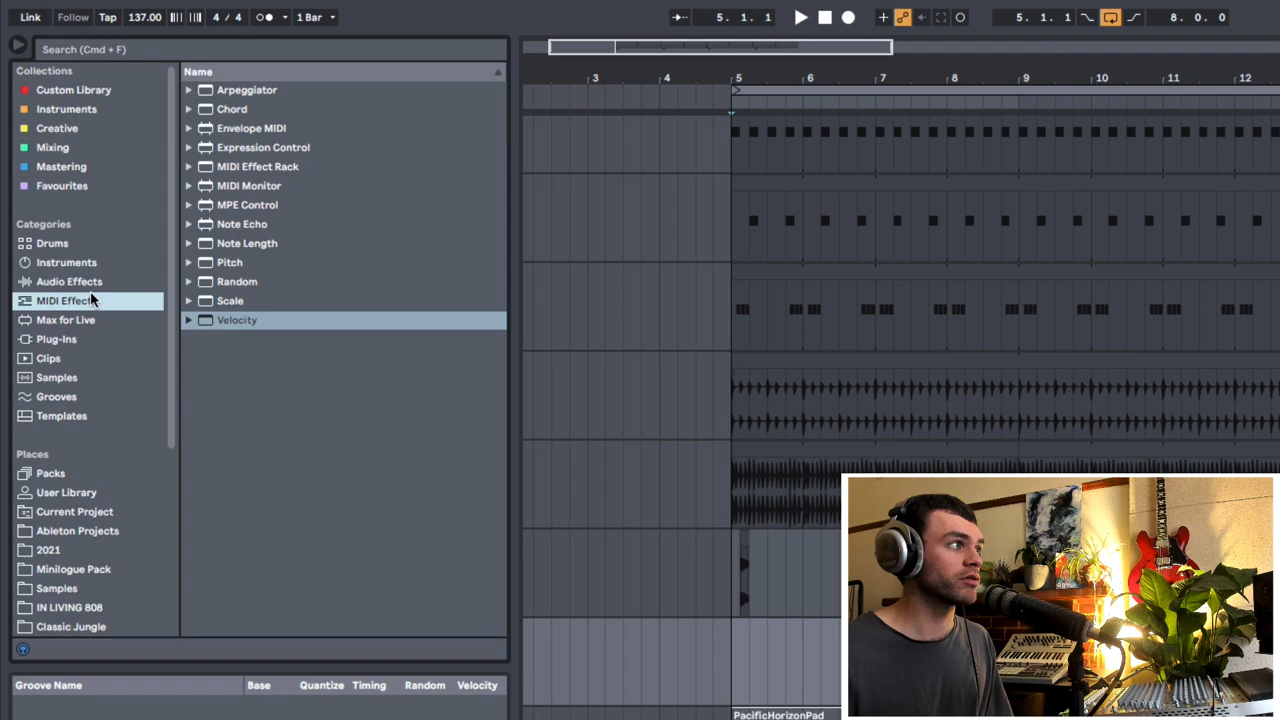 Link Follow Tap 137.00 4 / 4 1 Bar 5. 1. 1 5. 1. 1 8. 0. 0
Search (Cmd + F)
Collections
Custom Library
Instruments
Creative
Mixing
Mastering
Favourites
Categories
Drums
Instruments
Audio Effects
MIDI Effects
Max for Live
Plug-Ins
Clips
Samples
Grooves
Templates
Places
Packs
User Library
Current Project
Ableton Projects
2021
Minilogue Pack
Samples
IN LIVING 808
Classic Jungle
Name
Arpeggiator
Chord
Envelope MIDI
Expression Control
MIDI Effect Rack
MIDI Monitor
MPE Control
Note Echo
Note Length
Pitch
Random
Scale
Velocity
3 4 5 6 7 8 9 10 11 12
PacificHorizonPad
Groove Name Base Quantize Timing Random Velocity